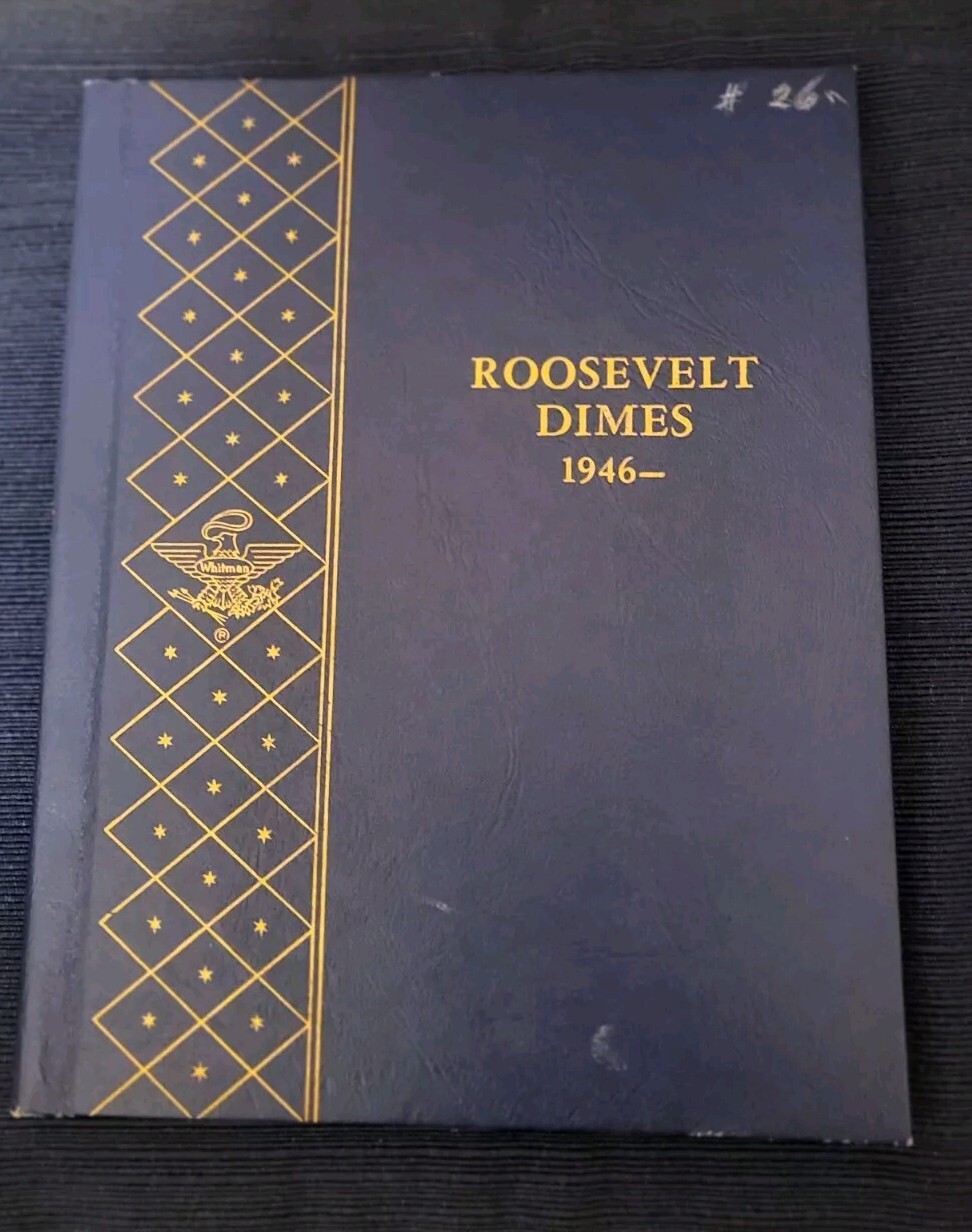 # 26
ROOSEVELT
DIMES
1946—
Whitman
®